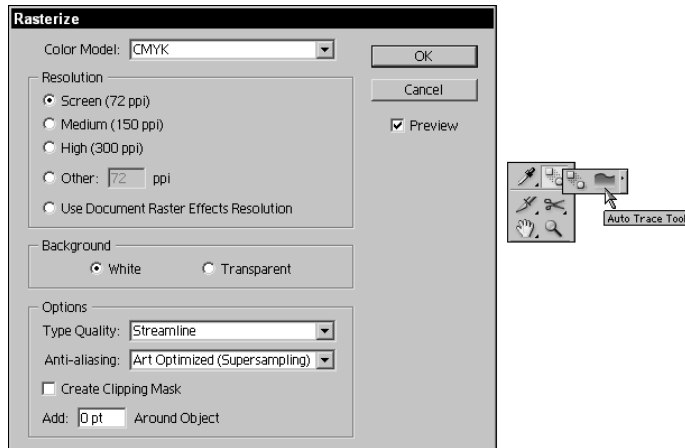 Rasterize
Color Model: CMYK
OK
Cancel
Preview
Resolution
Screen (72 ppi)
Medium (150 ppi)
High (300 ppi)
Other: 72 ppi
Use Document Raster Effects Resolution
Background
White Transparent
Options
Type Quality: Streamline
Anti-aliasing: Art Optimized (Supersampling)
Create Clipping Mask
Add: 0 pt Around Object
Auto Trace Tool